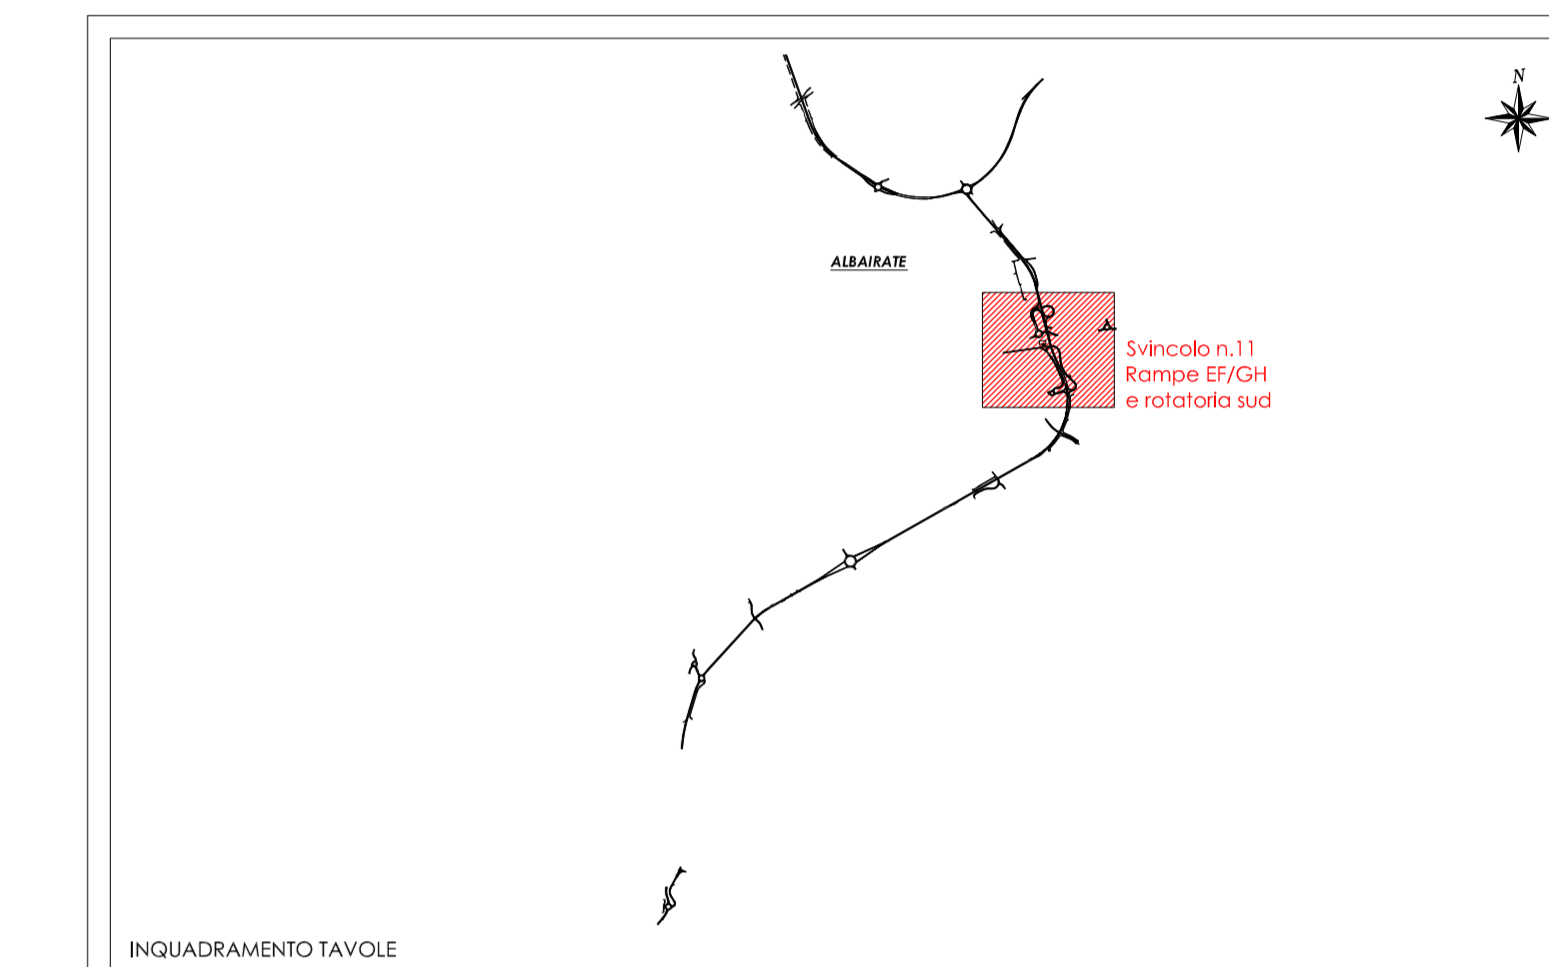 N
ALBAIRATE
Svincolo n.11
Rampe EF/GH
e rotatoria sud
INQUADRAMENTO TAVOLE